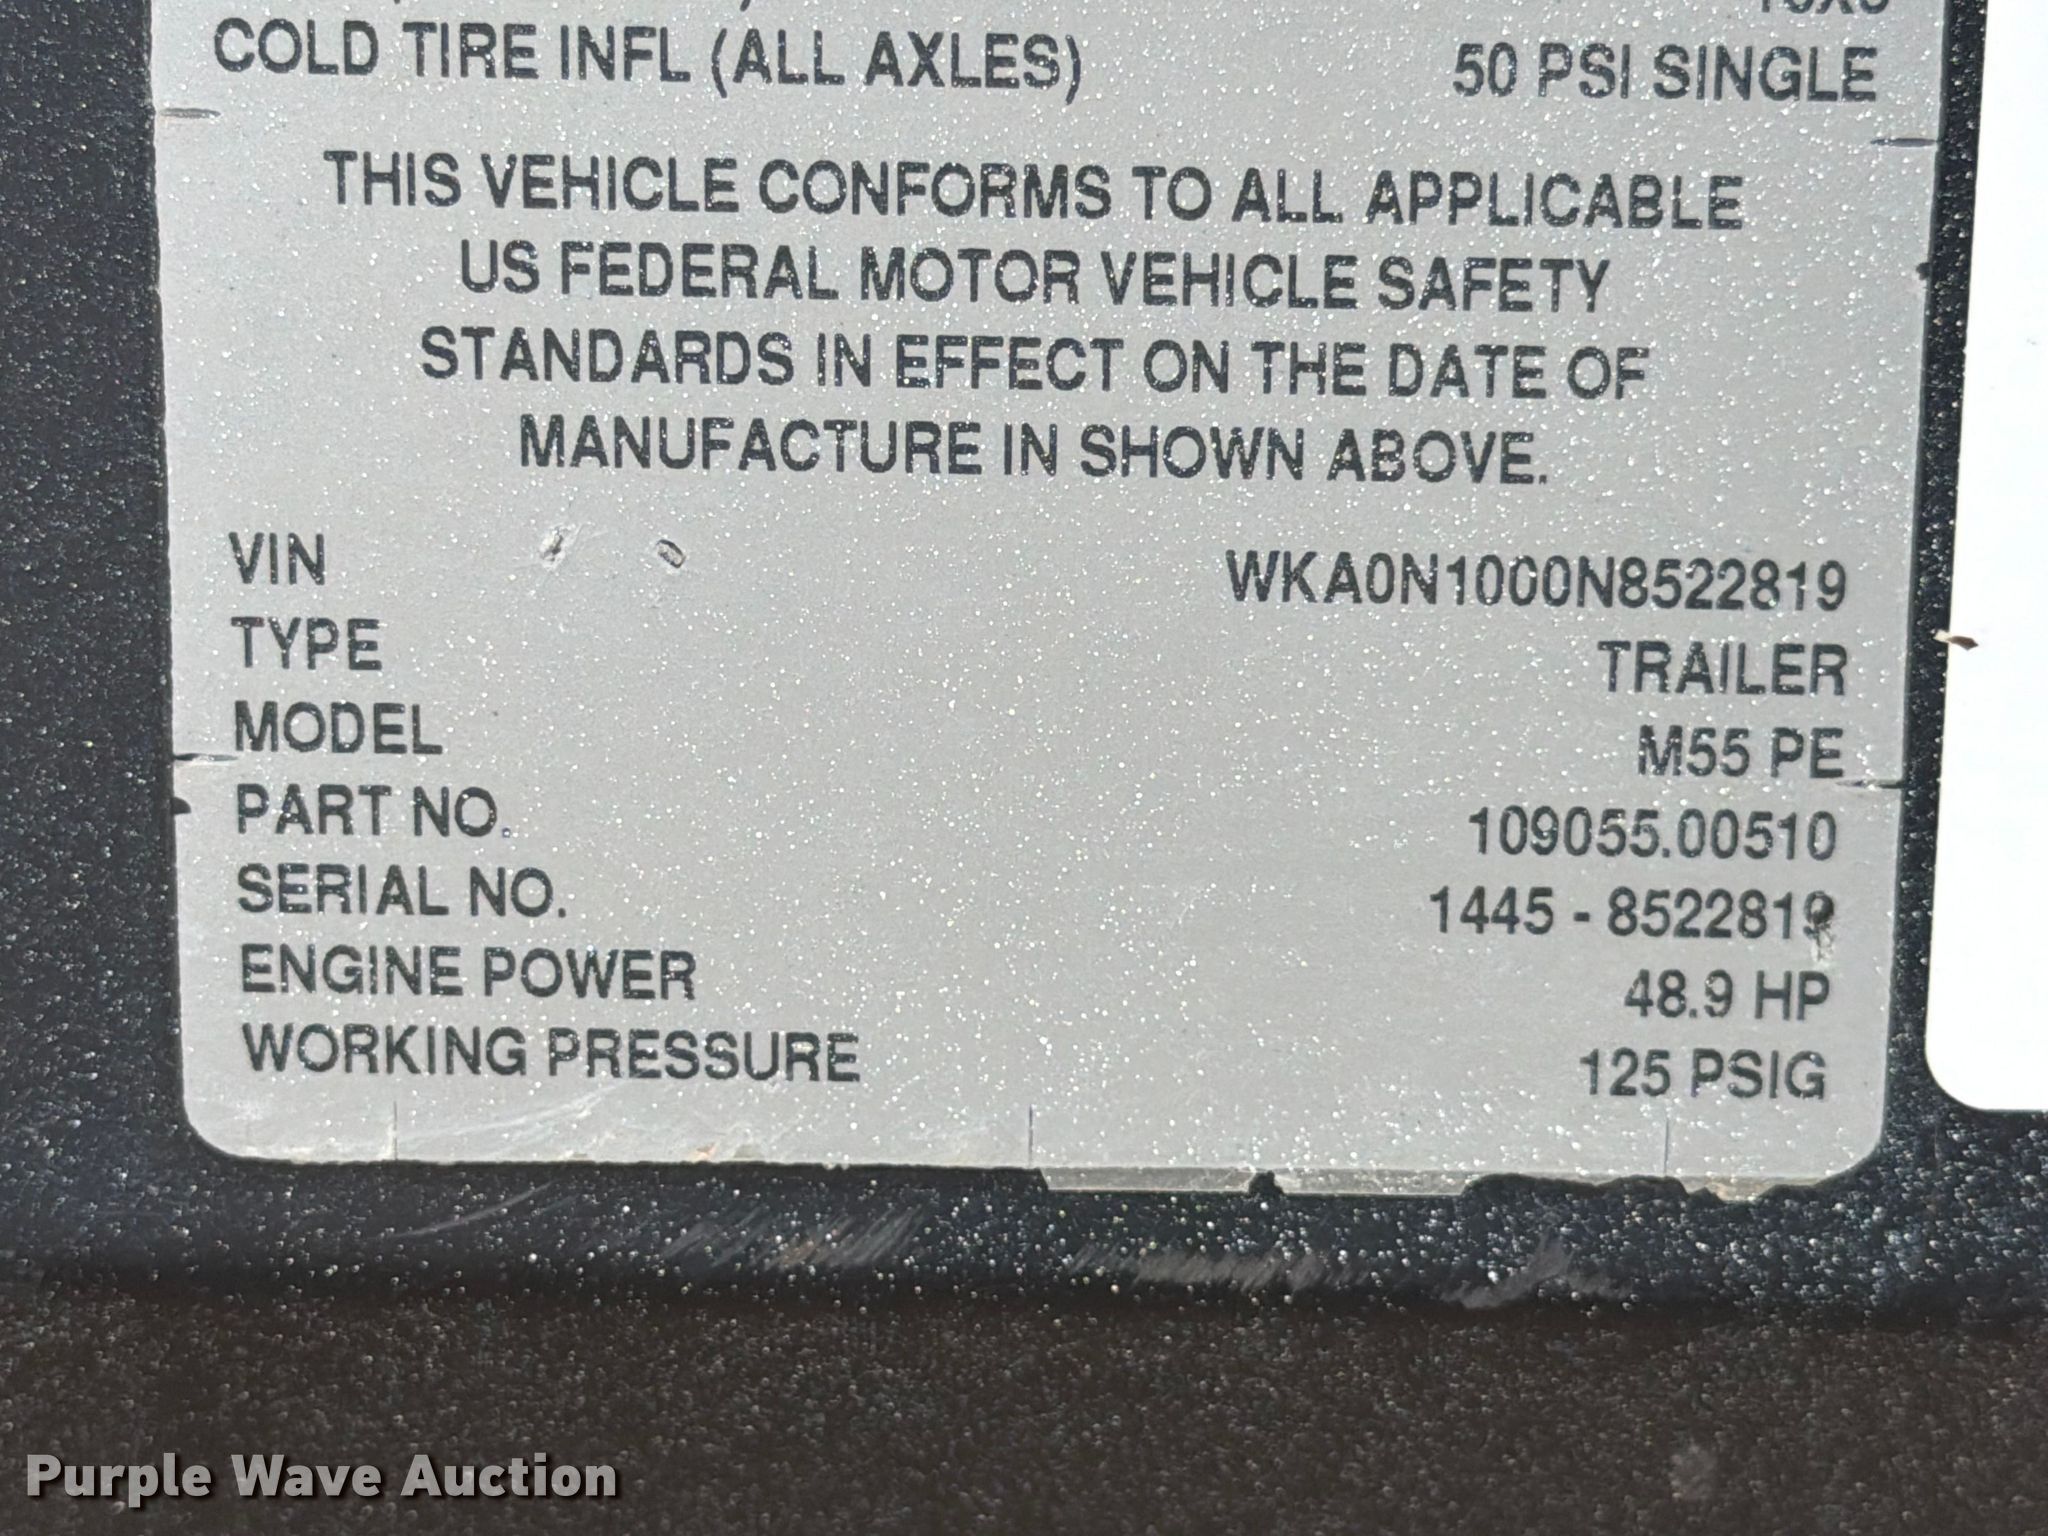 COLD TIRE INFL (ALL AXLES) 50 PSI SINGLE
THIS VEHICLE CONFORMS TO ALL APPLICABLE
US FEDERAL MOTOR VEHICLE SAFETY
STANDARDS IN EFFECT ON THE DATE OF
MANUFACTURE IN SHOWN ABOVE.
VIN WKA0N1000N8522819
TYPE TRAILER
MODEL M55 PE
PART NO. 109055.00510
SERIAL NO. 1445 - 8522819
ENGINE POWER 48.9 HP
WORKING PRESSURE 125 PSIG
Purple Wave Auction